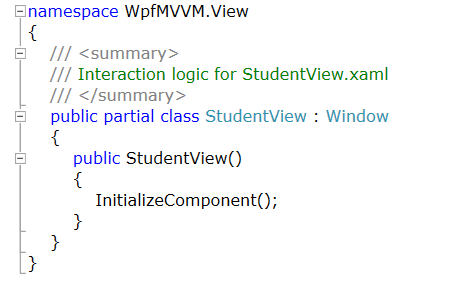 namespace WpfMVVM.View
{
/// <summary>
/// Interaction logic for StudentView.xaml
/// </summary>
public partial class StudentView : Window
{
public StudentView()
{
InitializeComponent();
}
}
}